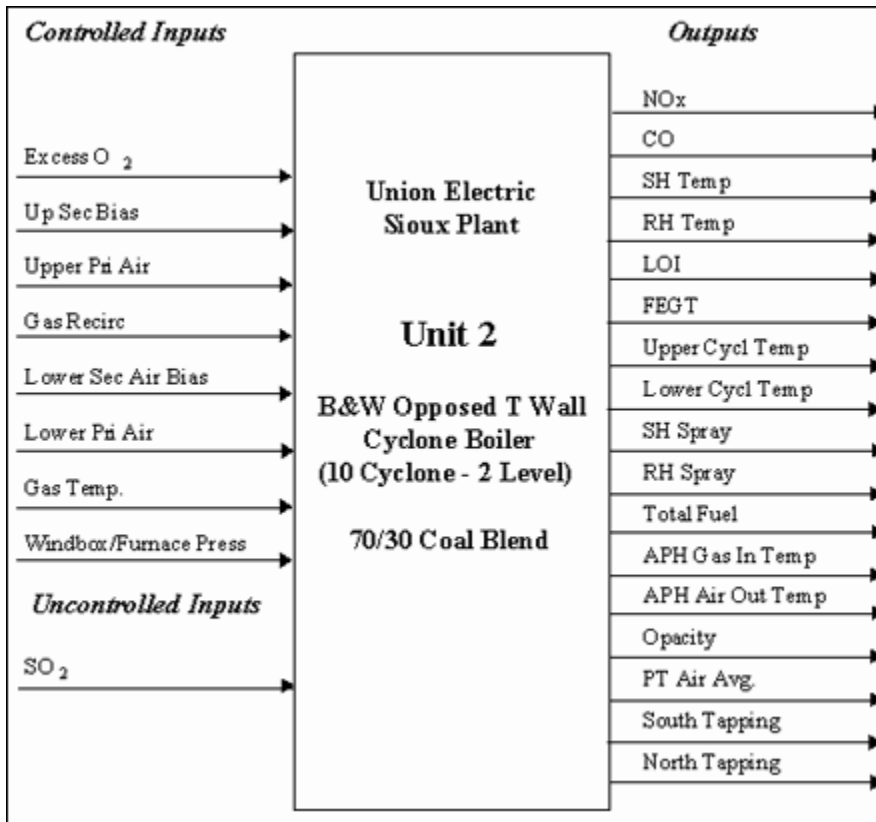 Controlled Inputs
Excess O 2
Up Sec Bias
Upper Pri Air
Gas Recirc
Lower Sec Air Bias
Lower Pri Air
Gas Temp.
Windbox/Furnace Press
Uncontrolled Inputs
SO 2
Union Electric
Sioux Plant
Unit 2
B&W Opposed T Wall
Cyclone Boiler
(10 Cyclone - 2 Level)
70/30 Coal Blend
Outputs
NOx
CO
SH Temp
RH Temp
LOI
FEGT
Upper Cycl Temp
Lower Cycl Temp
SH Spray
RH Spray
Total Fuel
APH Gas In Temp
APH Air Out Temp
Opacity
PT Air Avg.
South Tapping
North Tapping